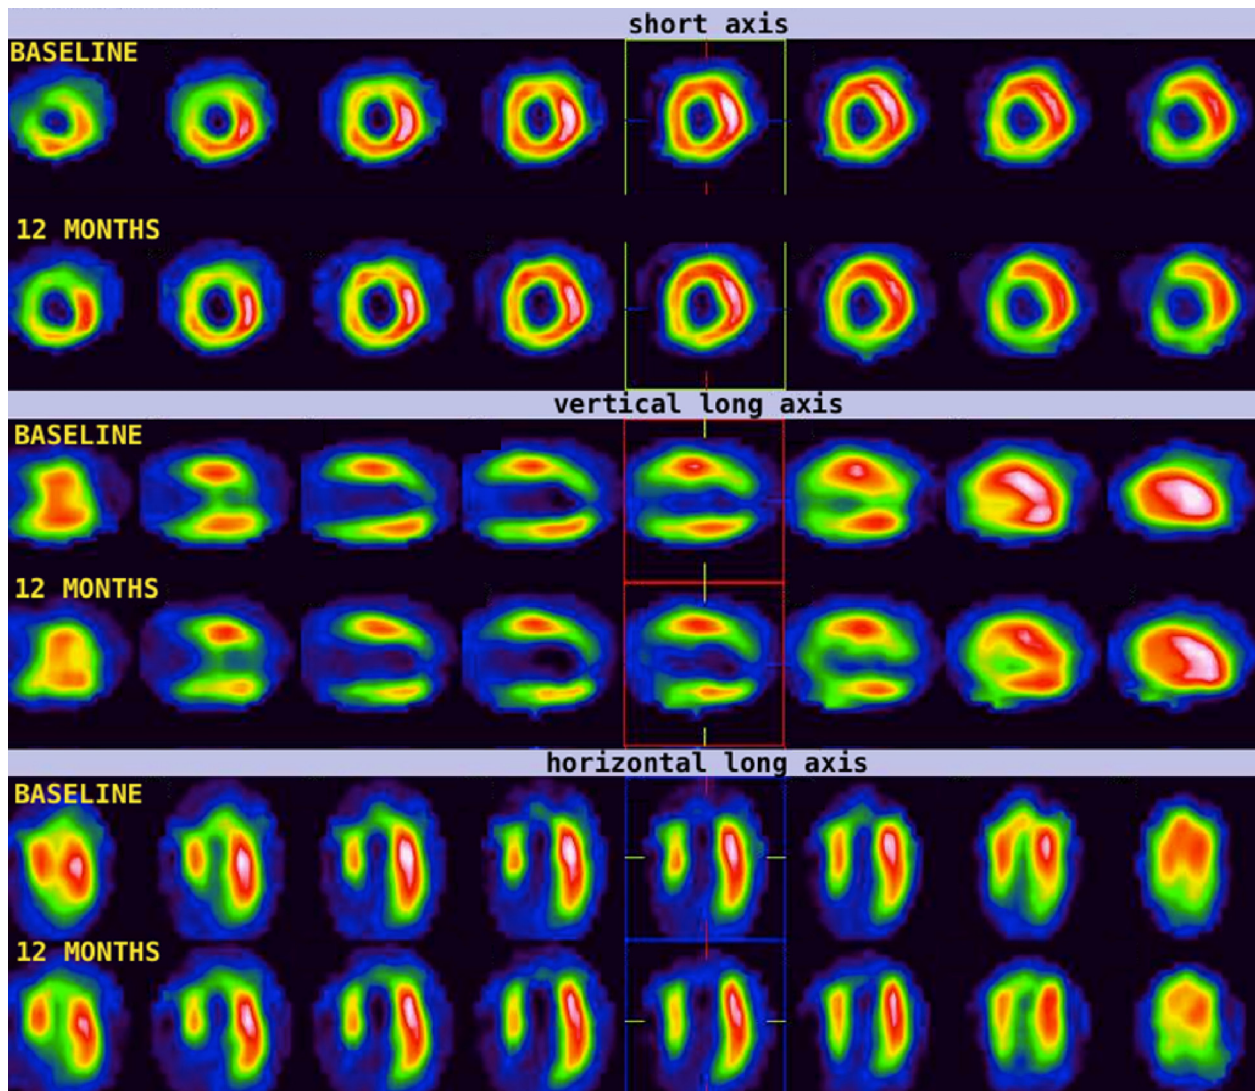 short axis
BASELINE
12 MONTHS
vertical long axis
BASELINE
12 MONTHS
horizontal long axis
BASELINE
12 MONTHS